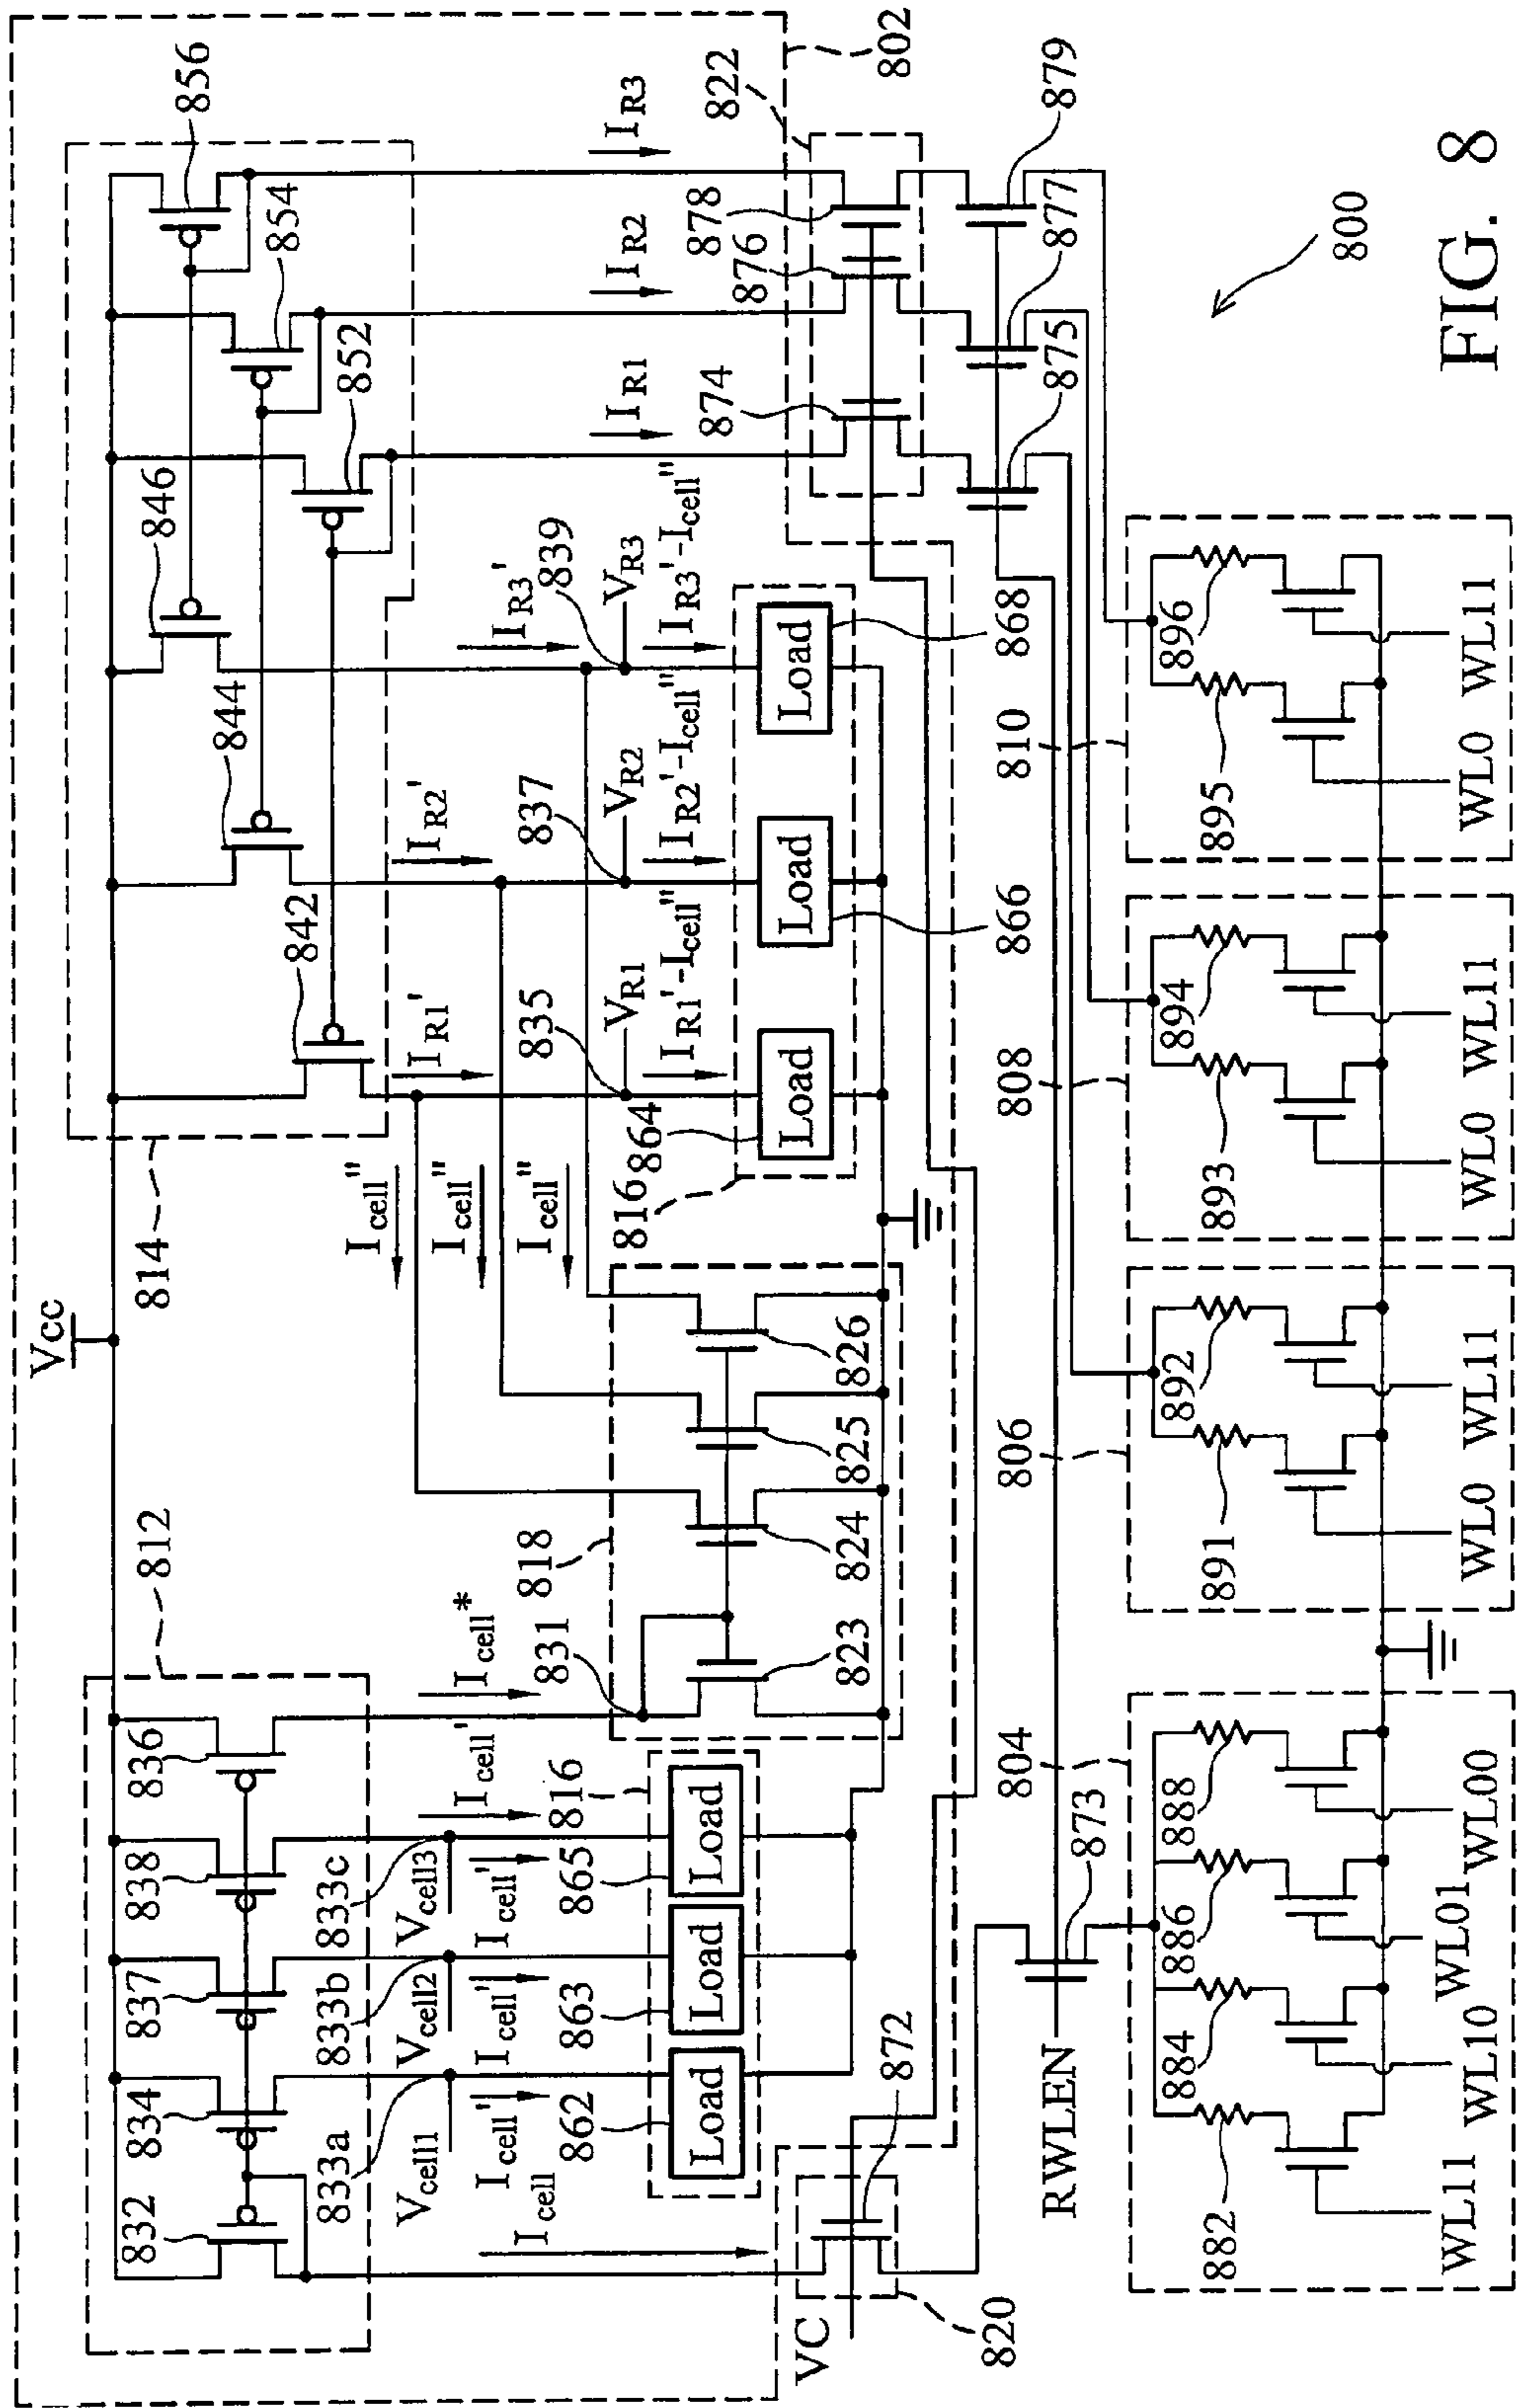 Vcc
812
814
832
834
837
838
836
842
844
846
852
854
856
802
822
I_cell*
I_cell'
831
818
I_cell"
I_cell"
I_cell"
I_R1'
I_R2'
I_R3'
I_R1
I_R2
I_R3
833a
833b
833c
V_cell1
V_cell2
V_cell3
I_cell'
I_cell'
I_cell'
I_cell
835
837
839
V_R1
V_R2
V_R3
I_R1'-I_cell"
I_R2'-I_cell"
I_R3'-I_cell"
862
863
865
816
Load
Load
Load
823
824
825
826
816
864
Load
Load
Load
866
868
874
876
878
875
877
879
VC
820
872
RWLEN
873
804
806
808
810
882
884
886
888
891
892
893
894
895
896
WL11
WL10
WL01
WL00
WL0
WL11
WL0
WL11
WL0
WL11
800
FIG. 8